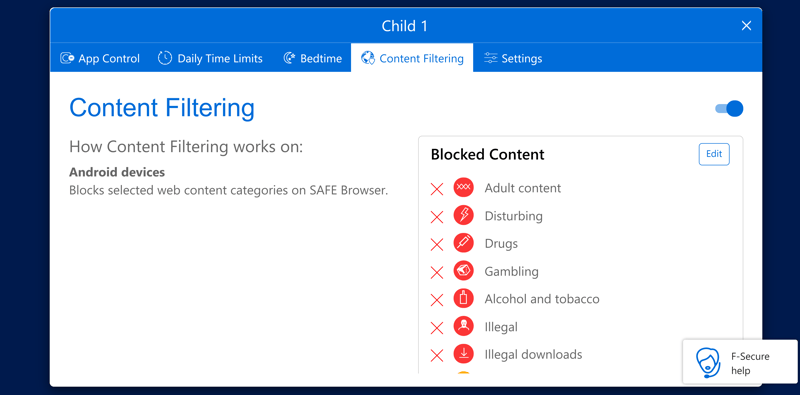 Child 1
App Control
Daily Time Limits
Bedtime
Content Filtering
Settings
Content Filtering
How Content Filtering works on:
Android devices
Blocks selected web content categories on SAFE Browser.
Blocked Content
Edit
Adult content
Disturbing
Drugs
Gambling
Alcohol and tobacco
Illegal
Illegal downloads
F-Secure
help